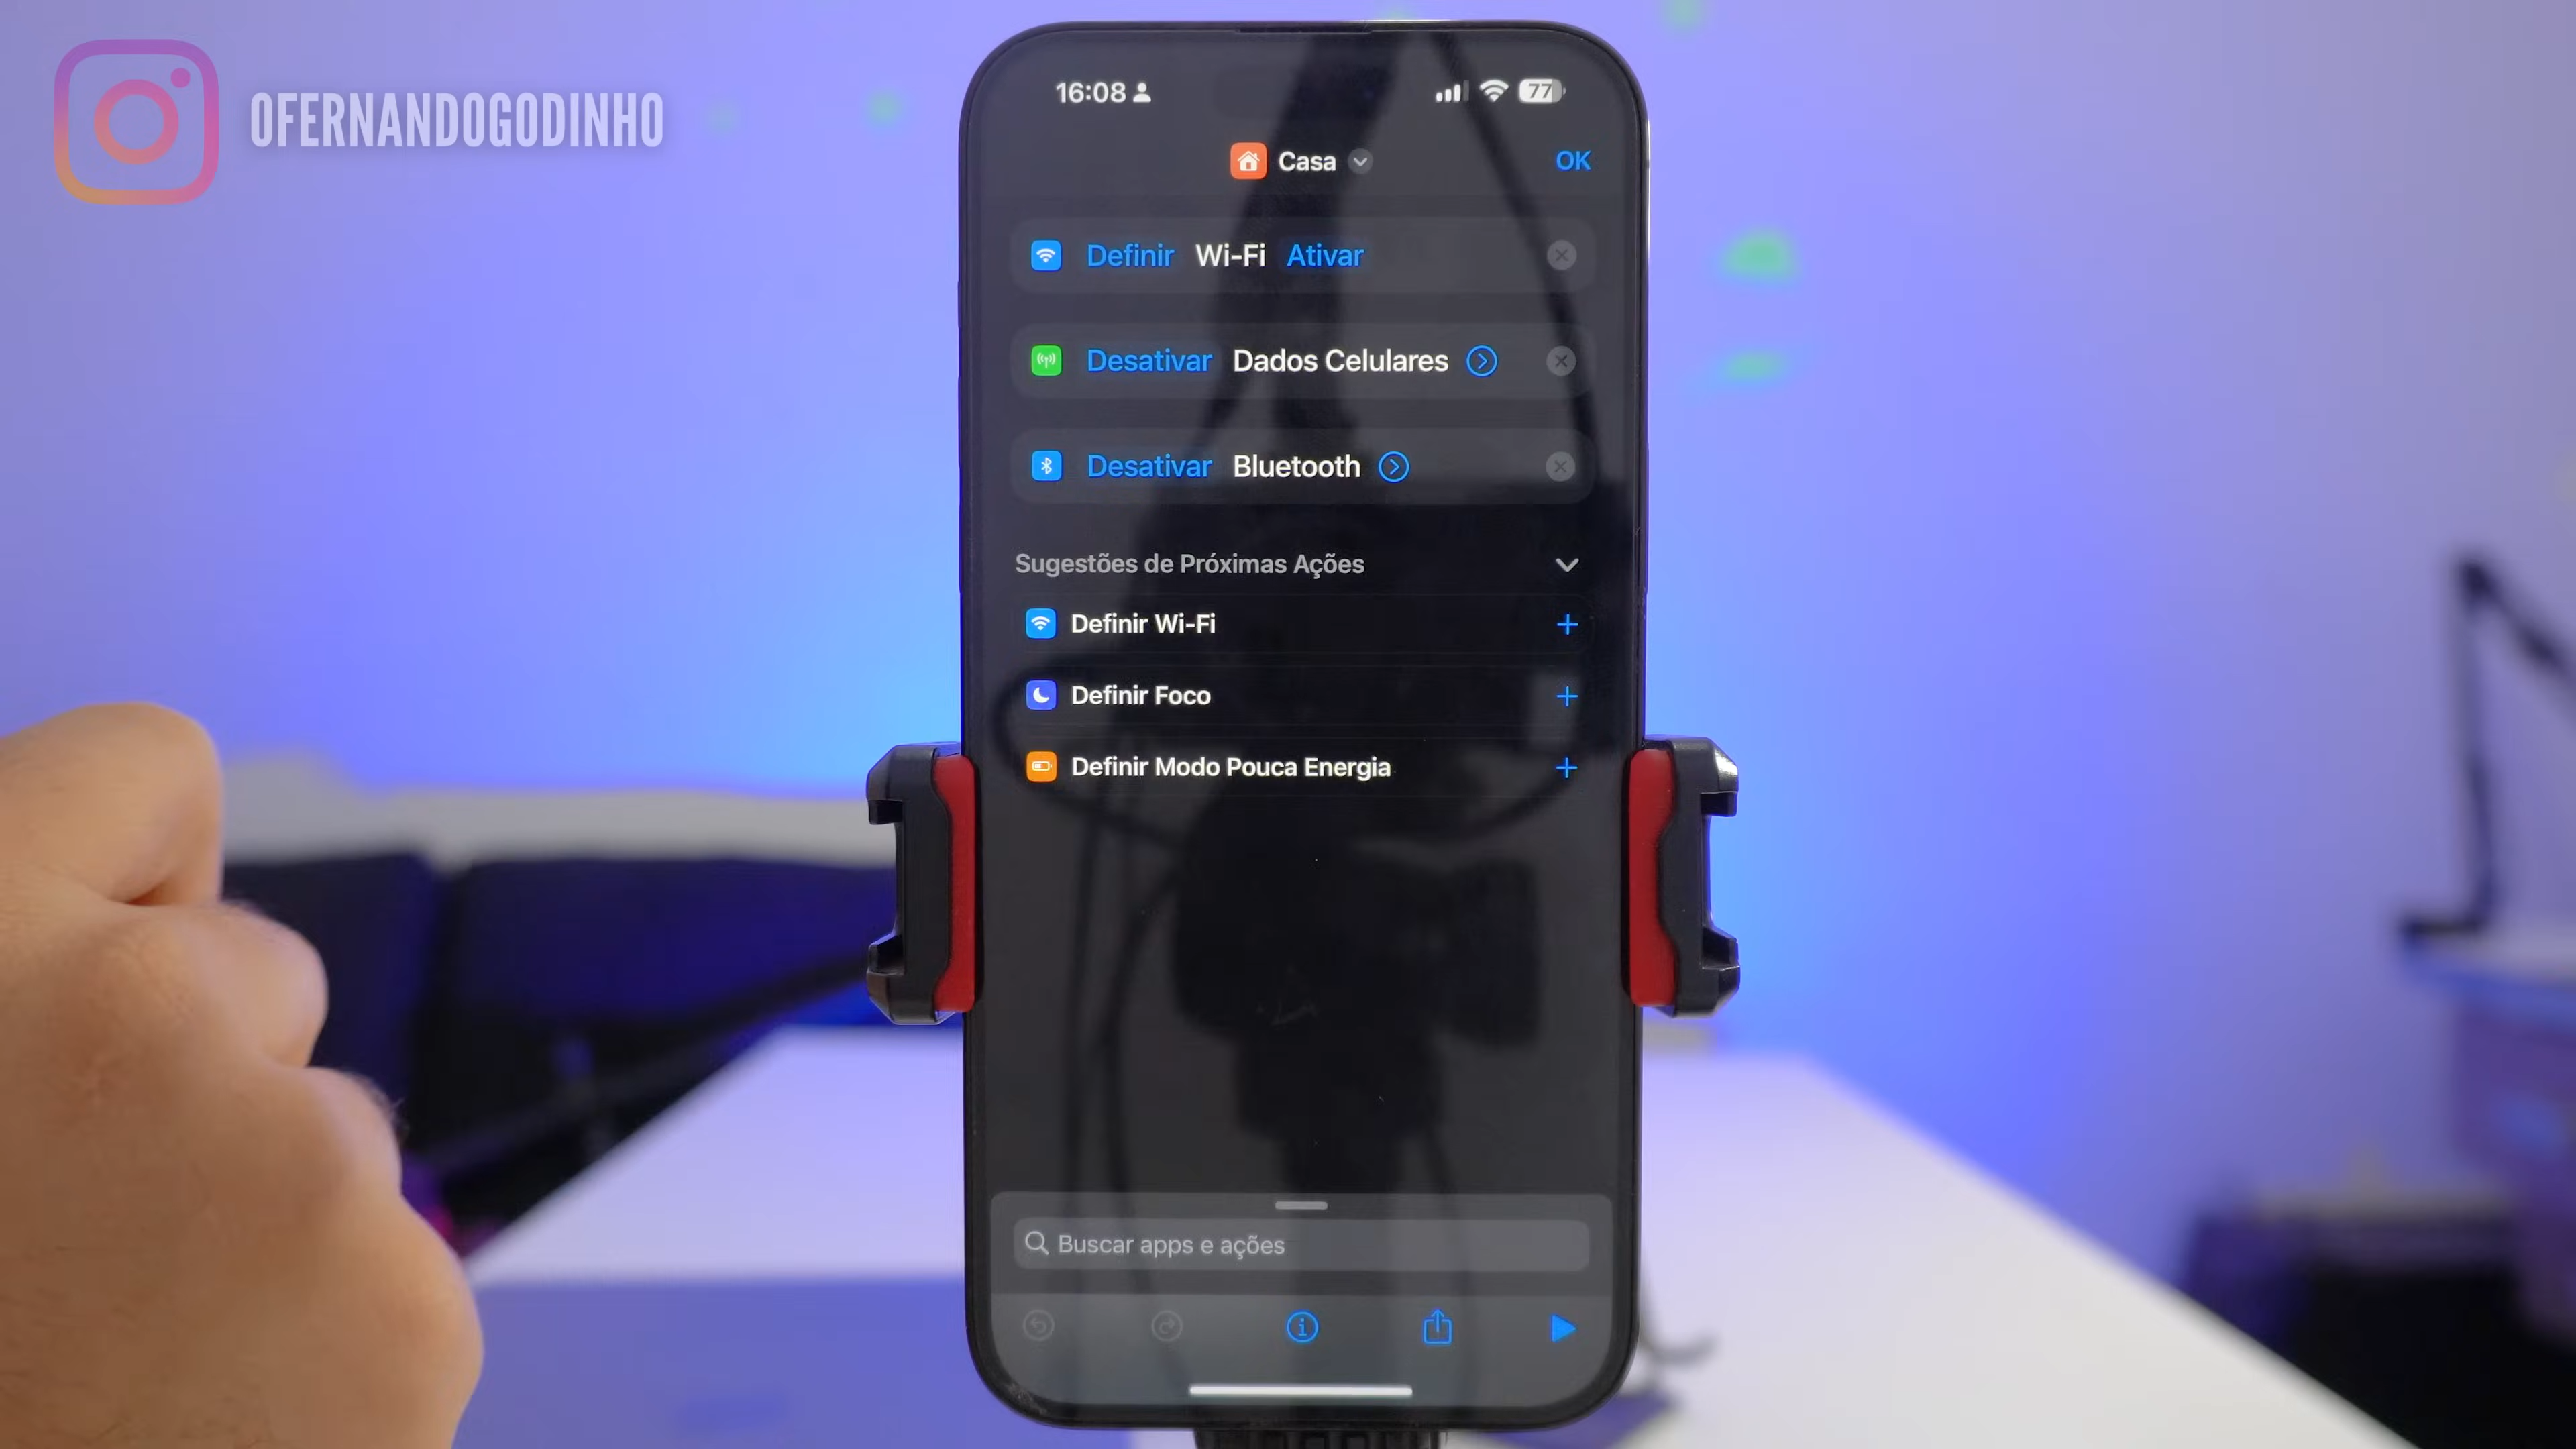 OFERNANDOGODINHO
16:08
77
Casa
OK
Definir Wi-Fi Ativar
Desativar Dados Celulares
Desativar Bluetooth
Sugestões de Próximas Ações
Definir Wi-Fi
Definir Foco
Definir Modo Pouca Energia
Buscar apps e ações